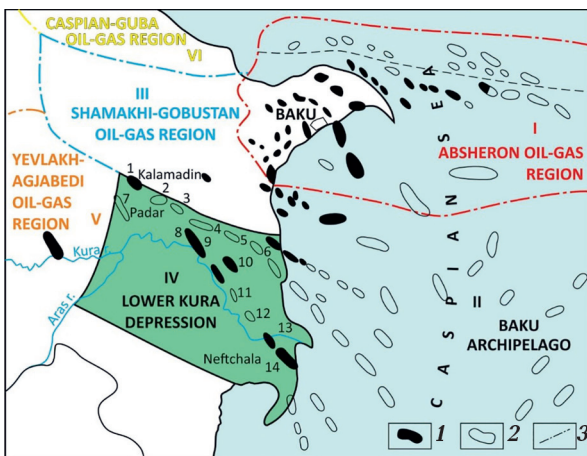 CASPIAN-GUBA
OIL-GAS REGION
VI
III
SHAMAKHI-GOBUSTAN
OIL-GAS REGION
BAKU
I
ABSHERON OIL-GAS
REGION
YEVLAKH-
AGJABEDI
OIL-GAS
REGION
V
1
Kalamadin
2
3
7
Padar
4
5
6
8
9
10
Kura r.
Aras r.
IV
LOWER KURA
DEPRESSION
11
12
13
Neftchala
14
CASPIAN SEA
II
BAKU
ARCHIPELAGO
1
2
3